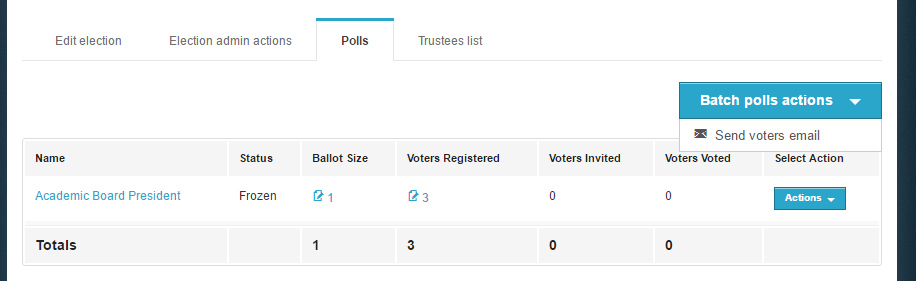 Edit election Election admin actions Polls Trustees list
Batch polls actions
Send voters email
Name Status Ballot Size Voters Registered Voters Invited Voters Voted Select Action
Academic Board President Frozen 1 3 0 0 Actions
Totals 1 3 0 0